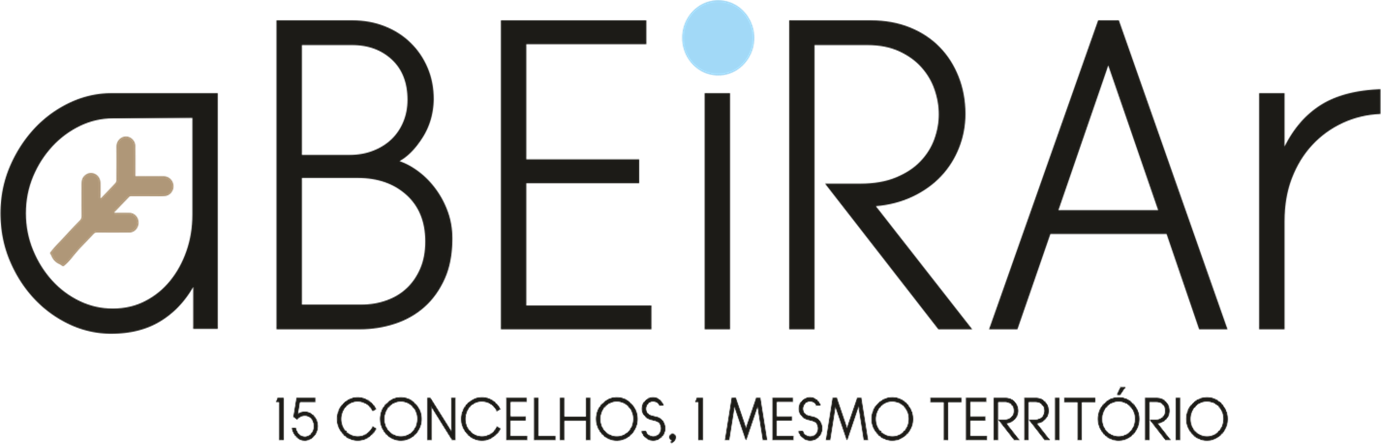 aBEiRAr
15 CONCELHOS, 1 MESMO TERRITÓRIO